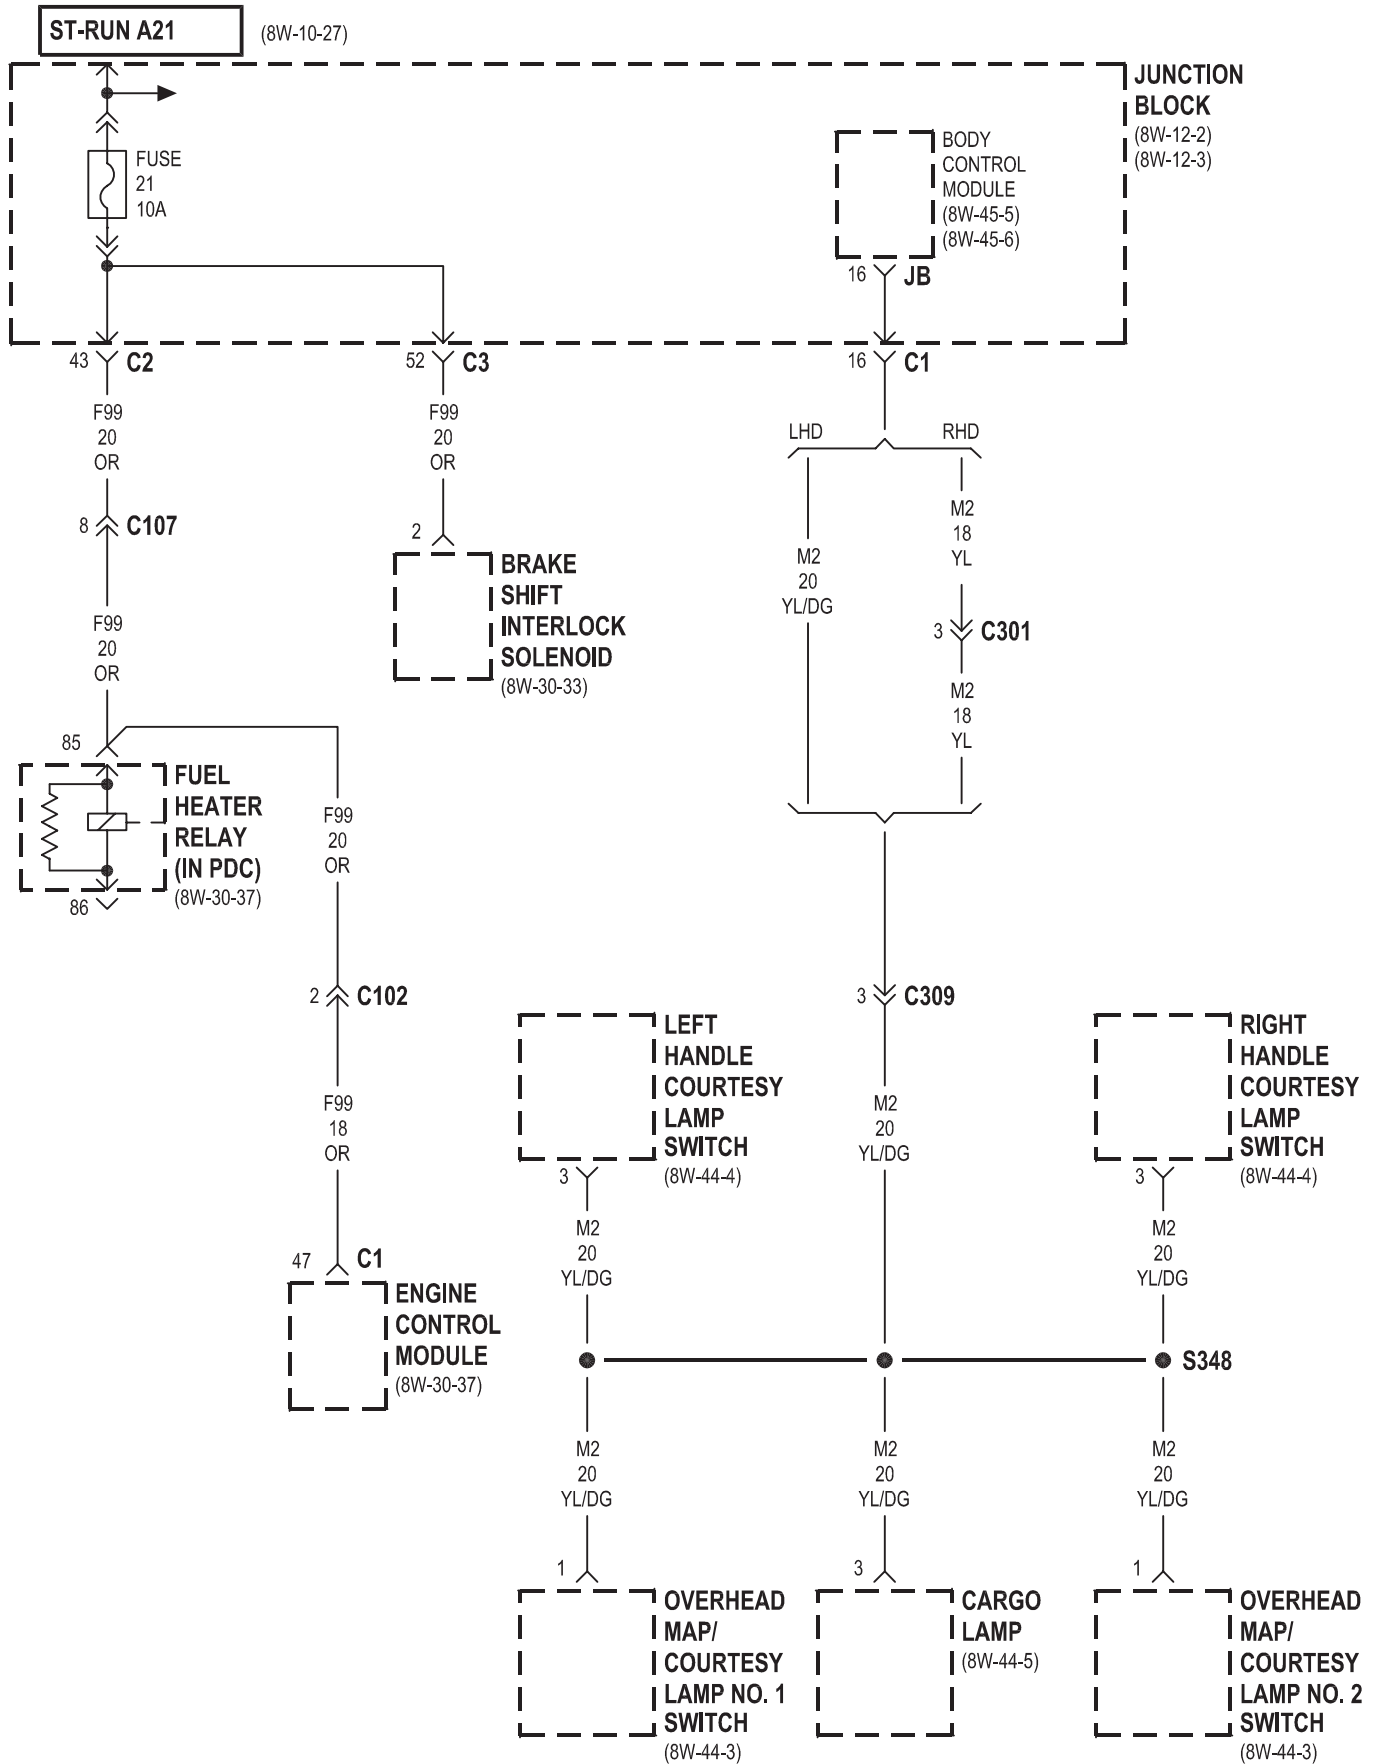 ST-RUN A21
(8W-10-27)
JUNCTION
BLOCK
(8W-12-2)
(8W-12-3)
FUSE
21
10A
BODY
CONTROL
MODULE
(8W-45-5)
(8W-45-6)
16
JB
43
C2
52
C3
16
C1
F99
20
OR
F99
20
OR
LHD
RHD
8
C107
2
BRAKE
SHIFT
INTERLOCK
SOLENOID
(8W-30-33)
M2
20
YL/DG
M2
18
YL
3
C301
M2
18
YL
F99
20
OR
85
FUEL
HEATER
RELAY
(IN PDC)
(8W-30-37)
86
F99
20
OR
2
C102
3
C309
LEFT
HANDLE
COURTESY
LAMP
SWITCH
(8W-44-4)
RIGHT
HANDLE
COURTESY
LAMP
SWITCH
(8W-44-4)
F99
18
OR
M2
20
YL/DG
3
3
M2
20
YL/DG
M2
20
YL/DG
47
C1
ENGINE
CONTROL
MODULE
(8W-30-37)
S348
M2
20
YL/DG
M2
20
YL/DG
M2
20
YL/DG
1
3
1
OVERHEAD
MAP/
COURTESY
LAMP NO. 1
SWITCH
(8W-44-3)
CARGO
LAMP
(8W-44-5)
OVERHEAD
MAP/
COURTESY
LAMP NO. 2
SWITCH
(8W-44-3)